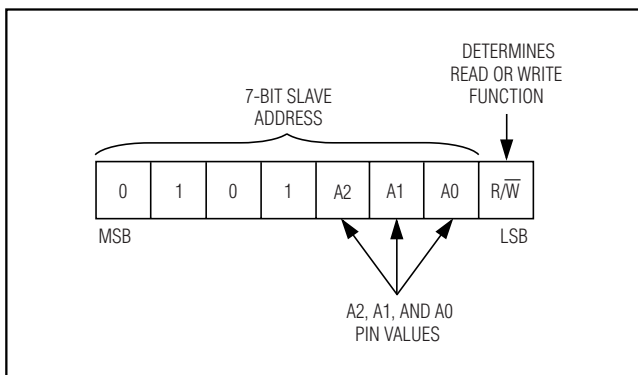 DETERMINES
READ OR WRITE
FUNCTION
7-BIT SLAVE
ADDRESS
0 1 0 1 A2 A1 A0 R/W̅
MSB LSB
A2, A1, AND A0
PIN VALUES